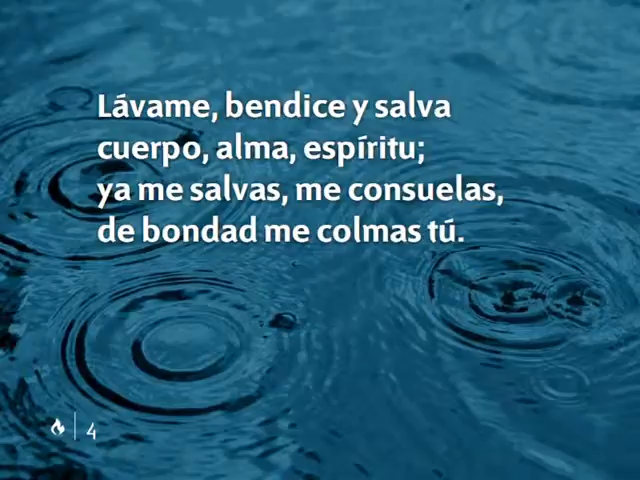 Lávame, bendice y salva
cuerpo, alma, espíritu;
ya me salvas, me consuelas,
de bondad me colmas tú.
4